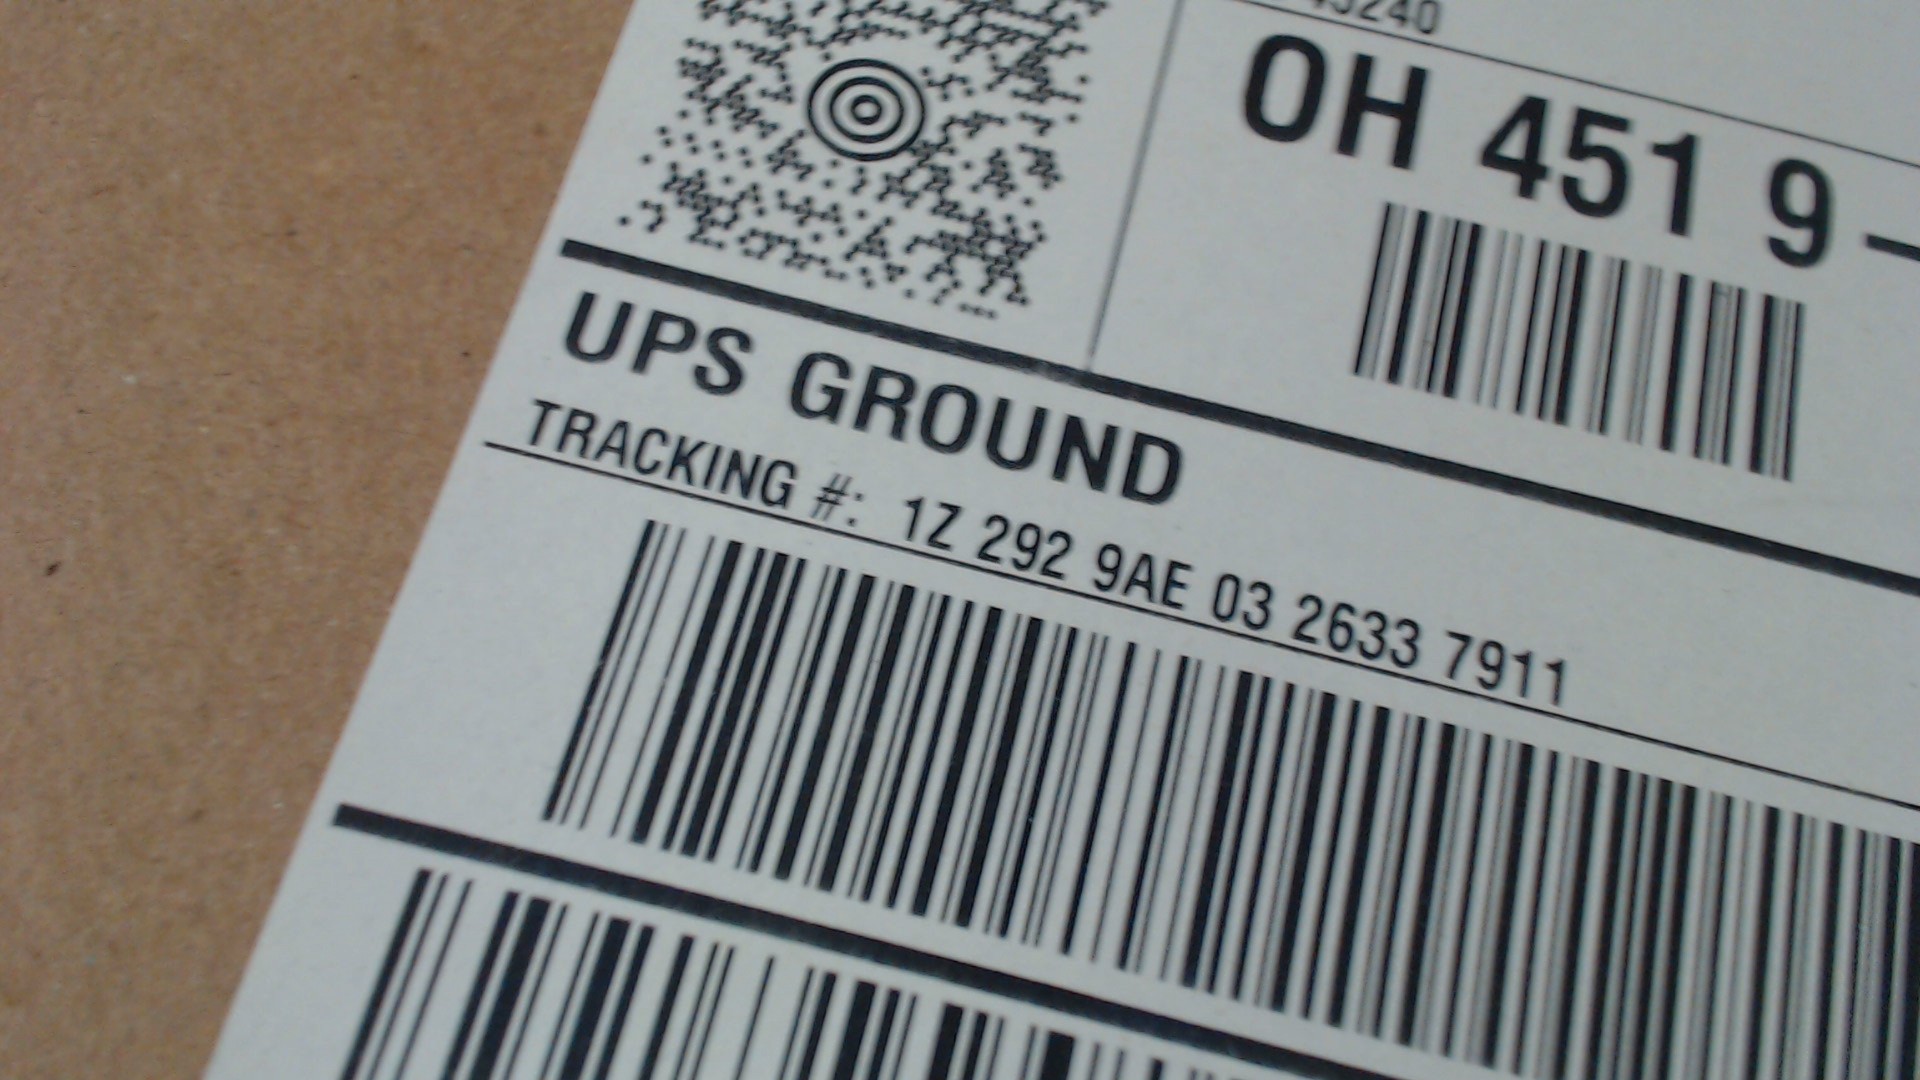 OH 451 9
UPS GROUND
TRACKING #: 1Z 292 9AE 03 2633 7911